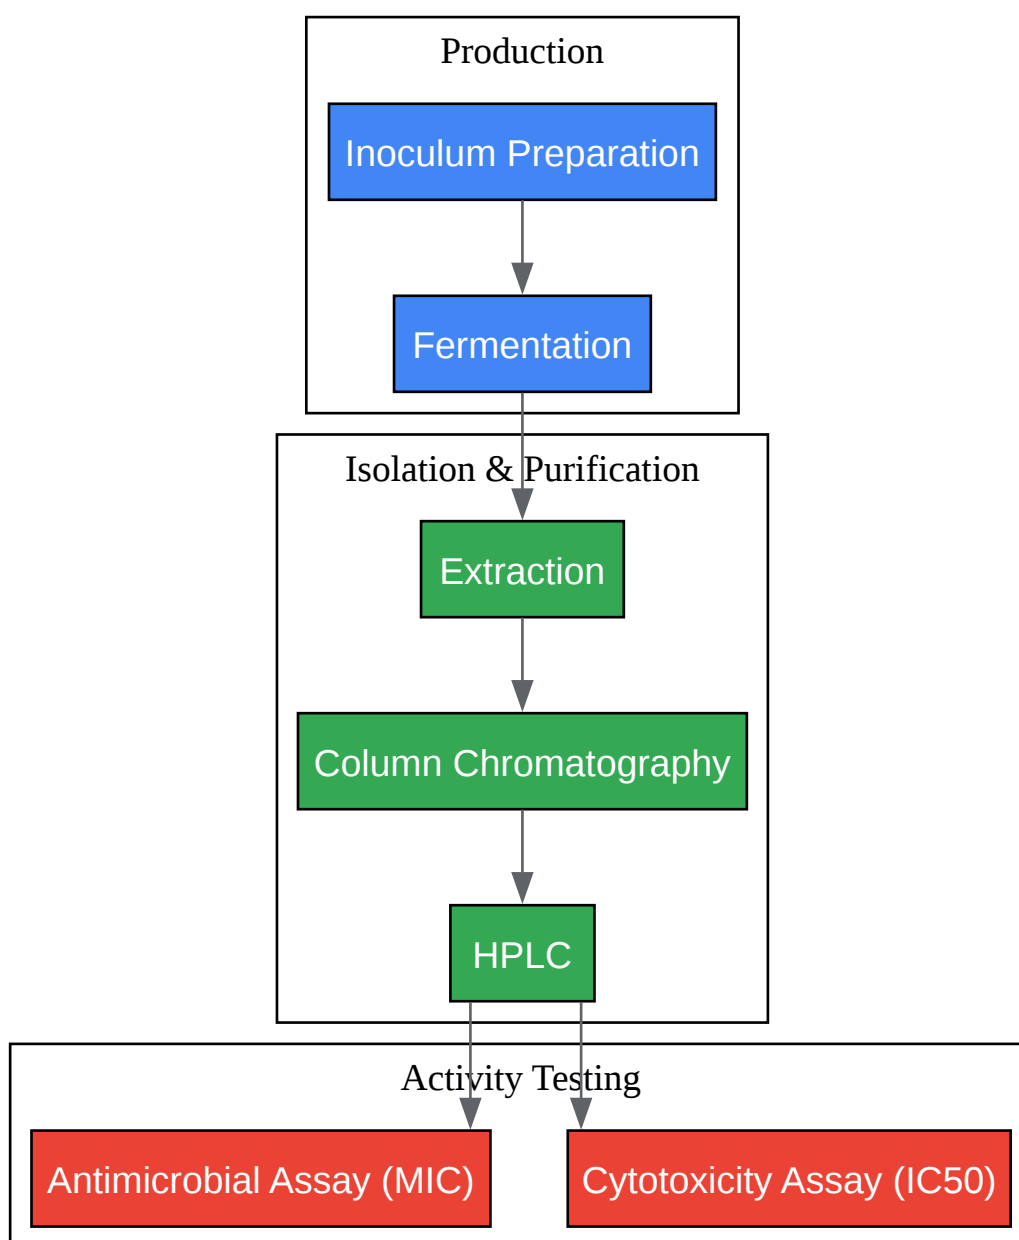 Production
Inoculum Preparation
Fermentation
Isolation & Purification
Extraction
Column Chromatography
HPLC
Activity Testing
Antimicrobial Assay (MIC)
Cytotoxicity Assay (IC50)